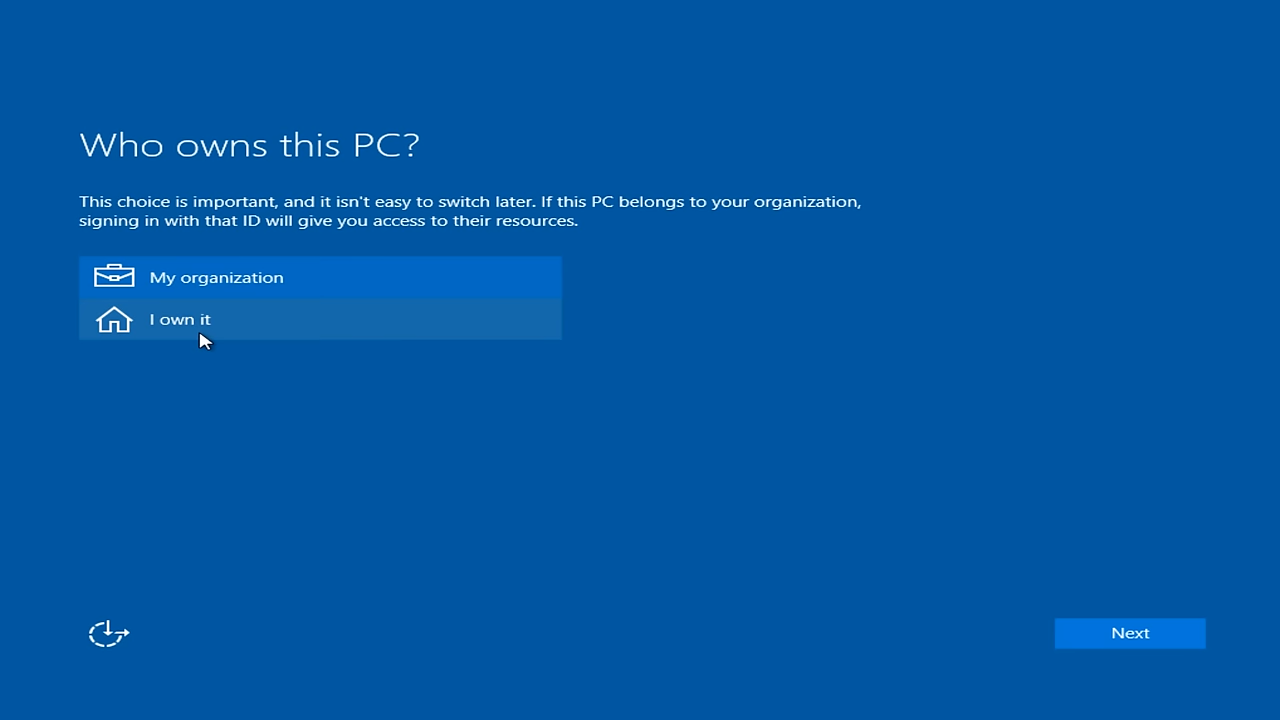 Who owns this PC?
This choice is important, and it isn't easy to switch later. If this PC belongs to your organization,
signing in with that ID will give you access to their resources.
My organization
I own it
Next